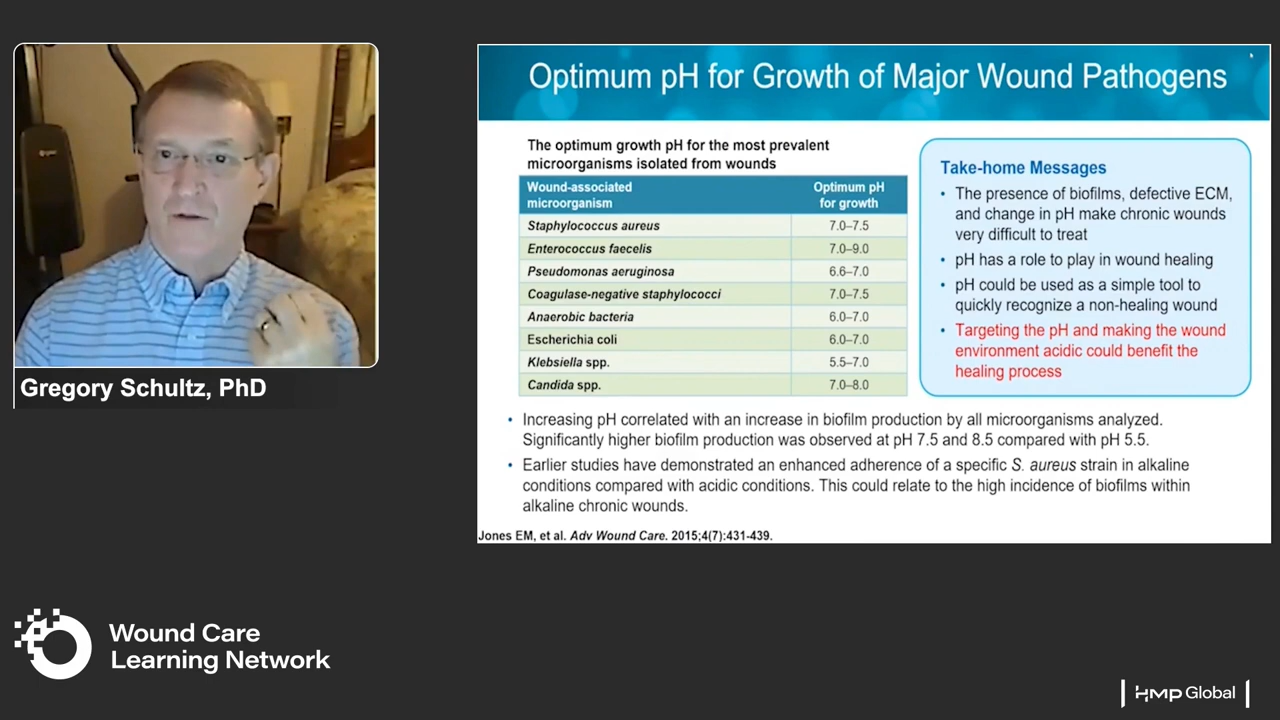 Optimum pH for Growth of Major Wound Pathogens
The optimum growth pH for the most prevalent
microorganisms isolated from wounds
Wound-associated
microorganism
Optimum pH
for growth
Staphylococcus aureus 7.0–7.5
Enterococcus faecelis 7.0–9.0
Pseudomonas aeruginosa 6.6–7.0
Coagulase-negative staphylococci 7.0–7.5
Anaerobic bacteria 6.0–7.0
Escherichia coli 6.0–7.0
Klebsiella spp. 5.5–7.0
Candida spp. 7.0–8.0
Take-home Messages
• The presence of biofilms, defective ECM,
and change in pH make chronic wounds
very difficult to treat
• pH has a role to play in wound healing
• pH could be used as a simple tool to
quickly recognize a non-healing wound
• Targeting the pH and making the wound
environment acidic could benefit the
healing process
• Increasing pH correlated with an increase in biofilm production by all microorganisms analyzed.
Significantly higher biofilm production was observed at pH 7.5 and 8.5 compared with pH 5.5.
• Earlier studies have demonstrated an enhanced adherence of a specific S. aureus strain in alkaline
conditions compared with acidic conditions. This could relate to the high incidence of biofilms within
alkaline chronic wounds.
Jones EM, et al. Adv Wound Care. 2015;4(7):431-439.
Gregory Schultz, PhD
Wound Care
Learning Network
HMP Global